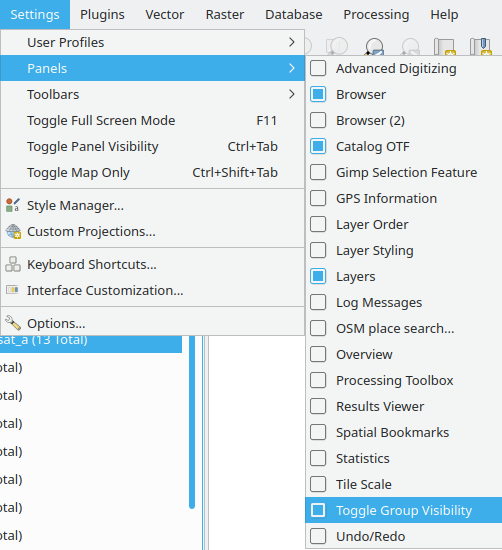 Settings Plugins Vector Raster Database Processing Help
User Profiles
Panels
Toolbars
Toggle Full Screen Mode F11
Toggle Panel Visibility Ctrl+Tab
Toggle Map Only Ctrl+Shift+Tab
Style Manager...
Custom Projections...
Keyboard Shortcuts...
Interface Customization...
Options...
Advanced Digitizing
Browser
Browser (2)
Catalog OTF
Gimp Selection Feature
GPS Information
Layer Order
Layer Styling
Layers
Log Messages
OSM place search...
Overview
Processing Toolbox
Results Viewer
Spatial Bookmarks
Statistics
Tile Scale
Toggle Group Visibility
Undo/Redo
sat_a (13 Total)
otal)
otal)
otal)
otal)
otal)
otal)
otal)